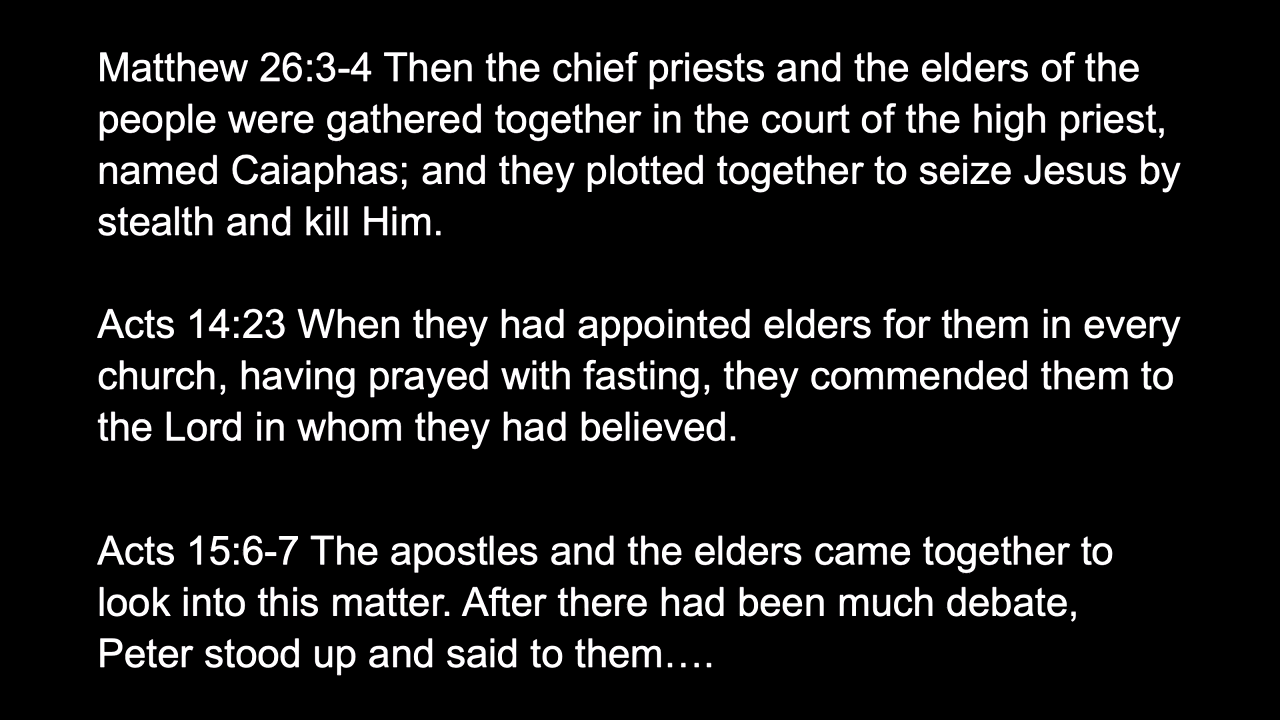 Matthew 26:3-4 Then the chief priests and the elders of the
people were gathered together in the court of the high priest,
named Caiaphas; and they plotted together to seize Jesus by
stealth and kill Him.
Acts 14:23 When they had appointed elders for them in every
church, having prayed with fasting, they commended them to
the Lord in whom they had believed.
Acts 15:6-7 The apostles and the elders came together to
look into this matter. After there had been much debate,
Peter stood up and said to them….